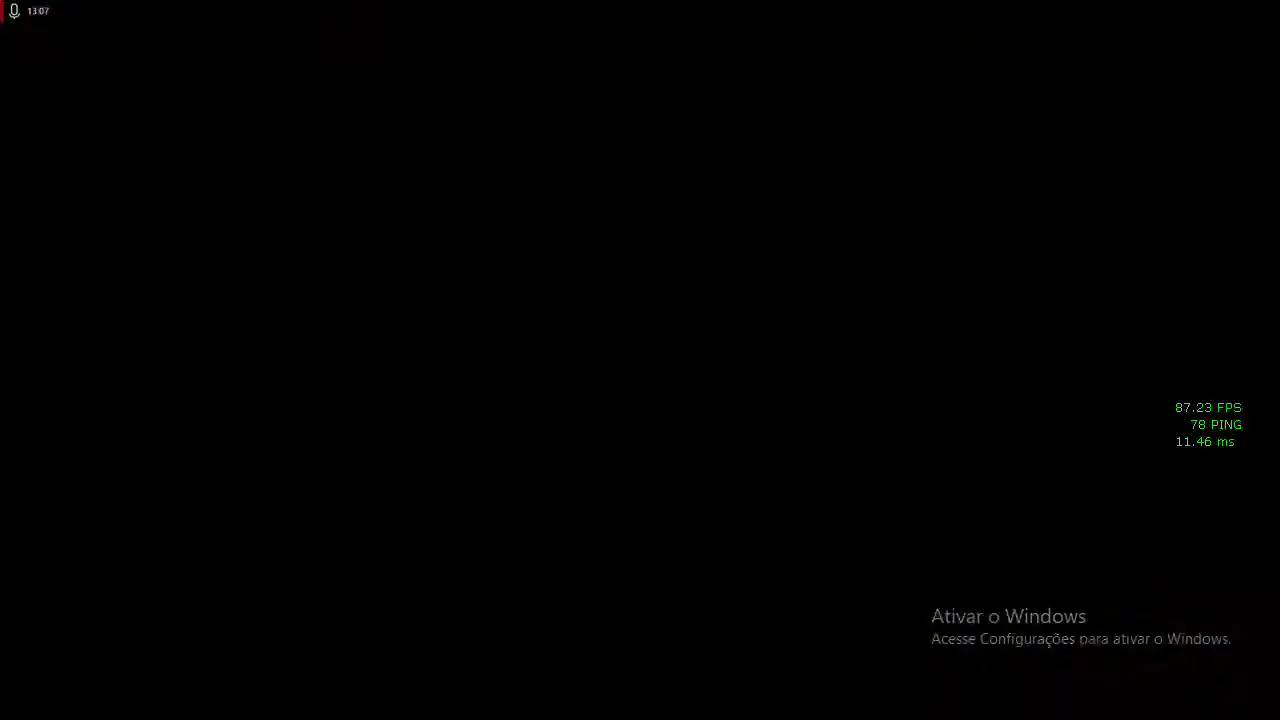 13:07
87.23 FPS
78 PING
11.46 ms
Ativar o Windows
Acesse Configurações para ativar o Windows.